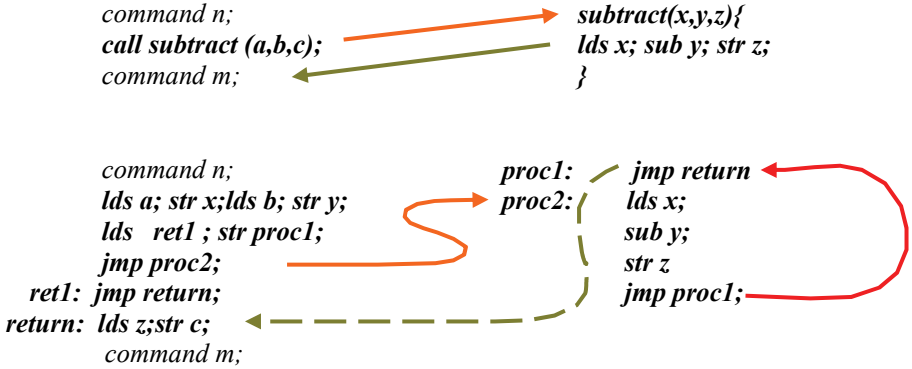 command n;
call subtract (a,b,c);
command m;
subtract(x,y,z){
lds x; sub y; str z;
}
command n;
lds a; str x;lds b; str y;
lds ret1 ; str proc1;
jmp proc2;
ret1: jmp return;
return: lds z;str c;
command m;
proc1: jmp return
proc2: lds x;
sub y;
str z
jmp proc1;